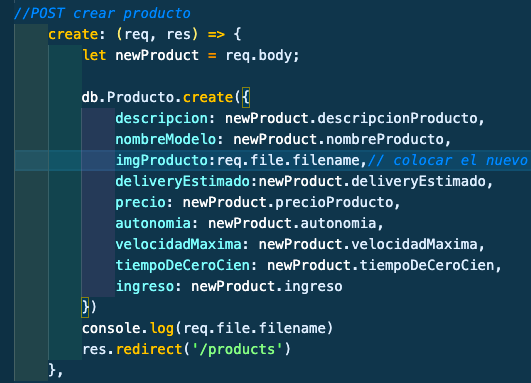 //POST crear producto
create: (req, res) => {
let newProduct = req.body;
db.Producto.create({
descripcion: newProduct.descripcionProducto,
nombreModelo: newProduct.nombreProducto,
imgProducto:req.file.filename,// colocar el nuevo
deliveryEstimado:newProduct.deliveryEstimado,
precio: newProduct.precioProducto,
autonomia: newProduct.autonomia,
velocidadMaxima: newProduct.velocidadMaxima,
tiempoDeCeroCien: newProduct.tiempoDeCeroCien,
ingreso: newProduct.ingreso
})
console.log(req.file.filename)
res.redirect('/products')
},